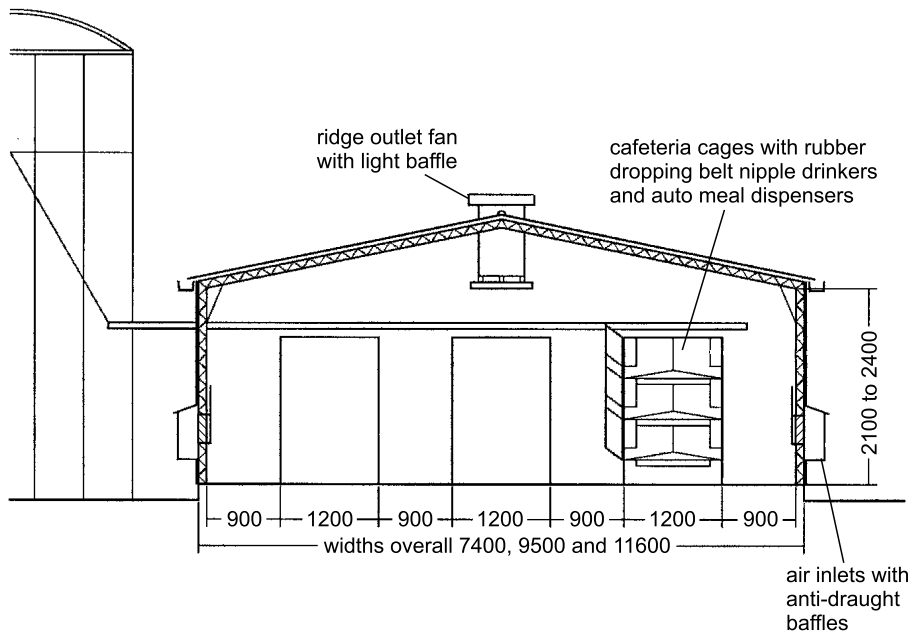 ridge outlet fan
with light baffle
cafeteria cages with rubber
dropping belt nipple drinkers
and auto meal dispensers
2100 to 2400
900 1200 900 1200 900 1200 900
widths overall 7400, 9500 and 11600
air inlets with
anti-draught
baffles